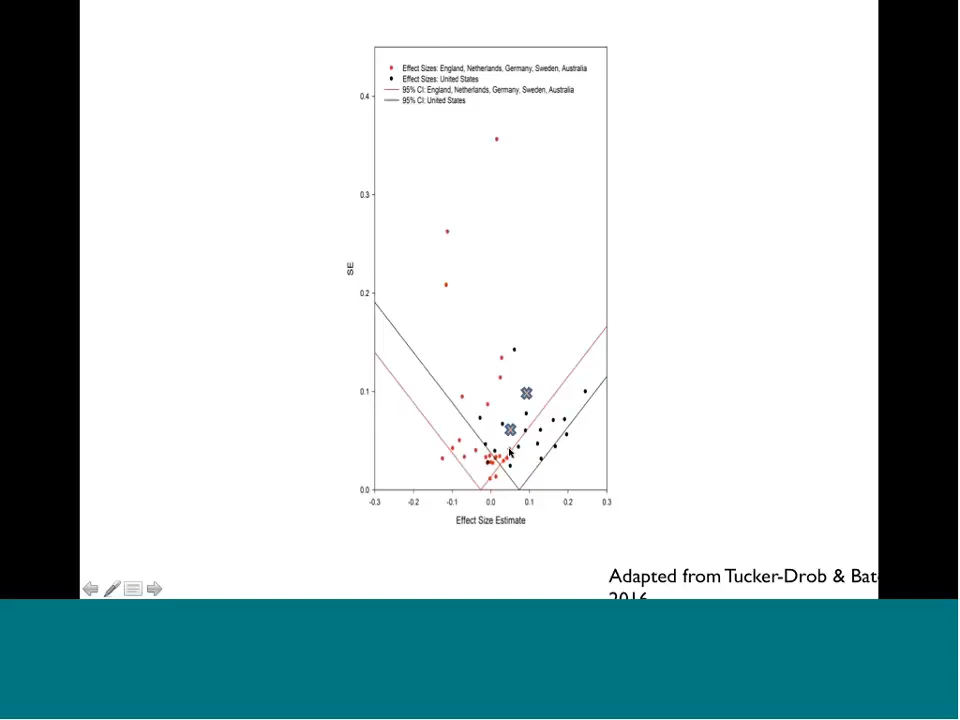 Effect Sizes: England, Netherlands, Germany, Sweden, Australia
Effect Sizes: United States
95% CI: England, Netherlands, Germany, Sweden, Australia
95% CI: United States
0.4
0.3
0.2
0.1
0.0
SE
-0.3 -0.2 -0.1 0.0 0.1 0.2 0.3
Effect Size Estimate
Adapted from Tucker-Drob &
2016